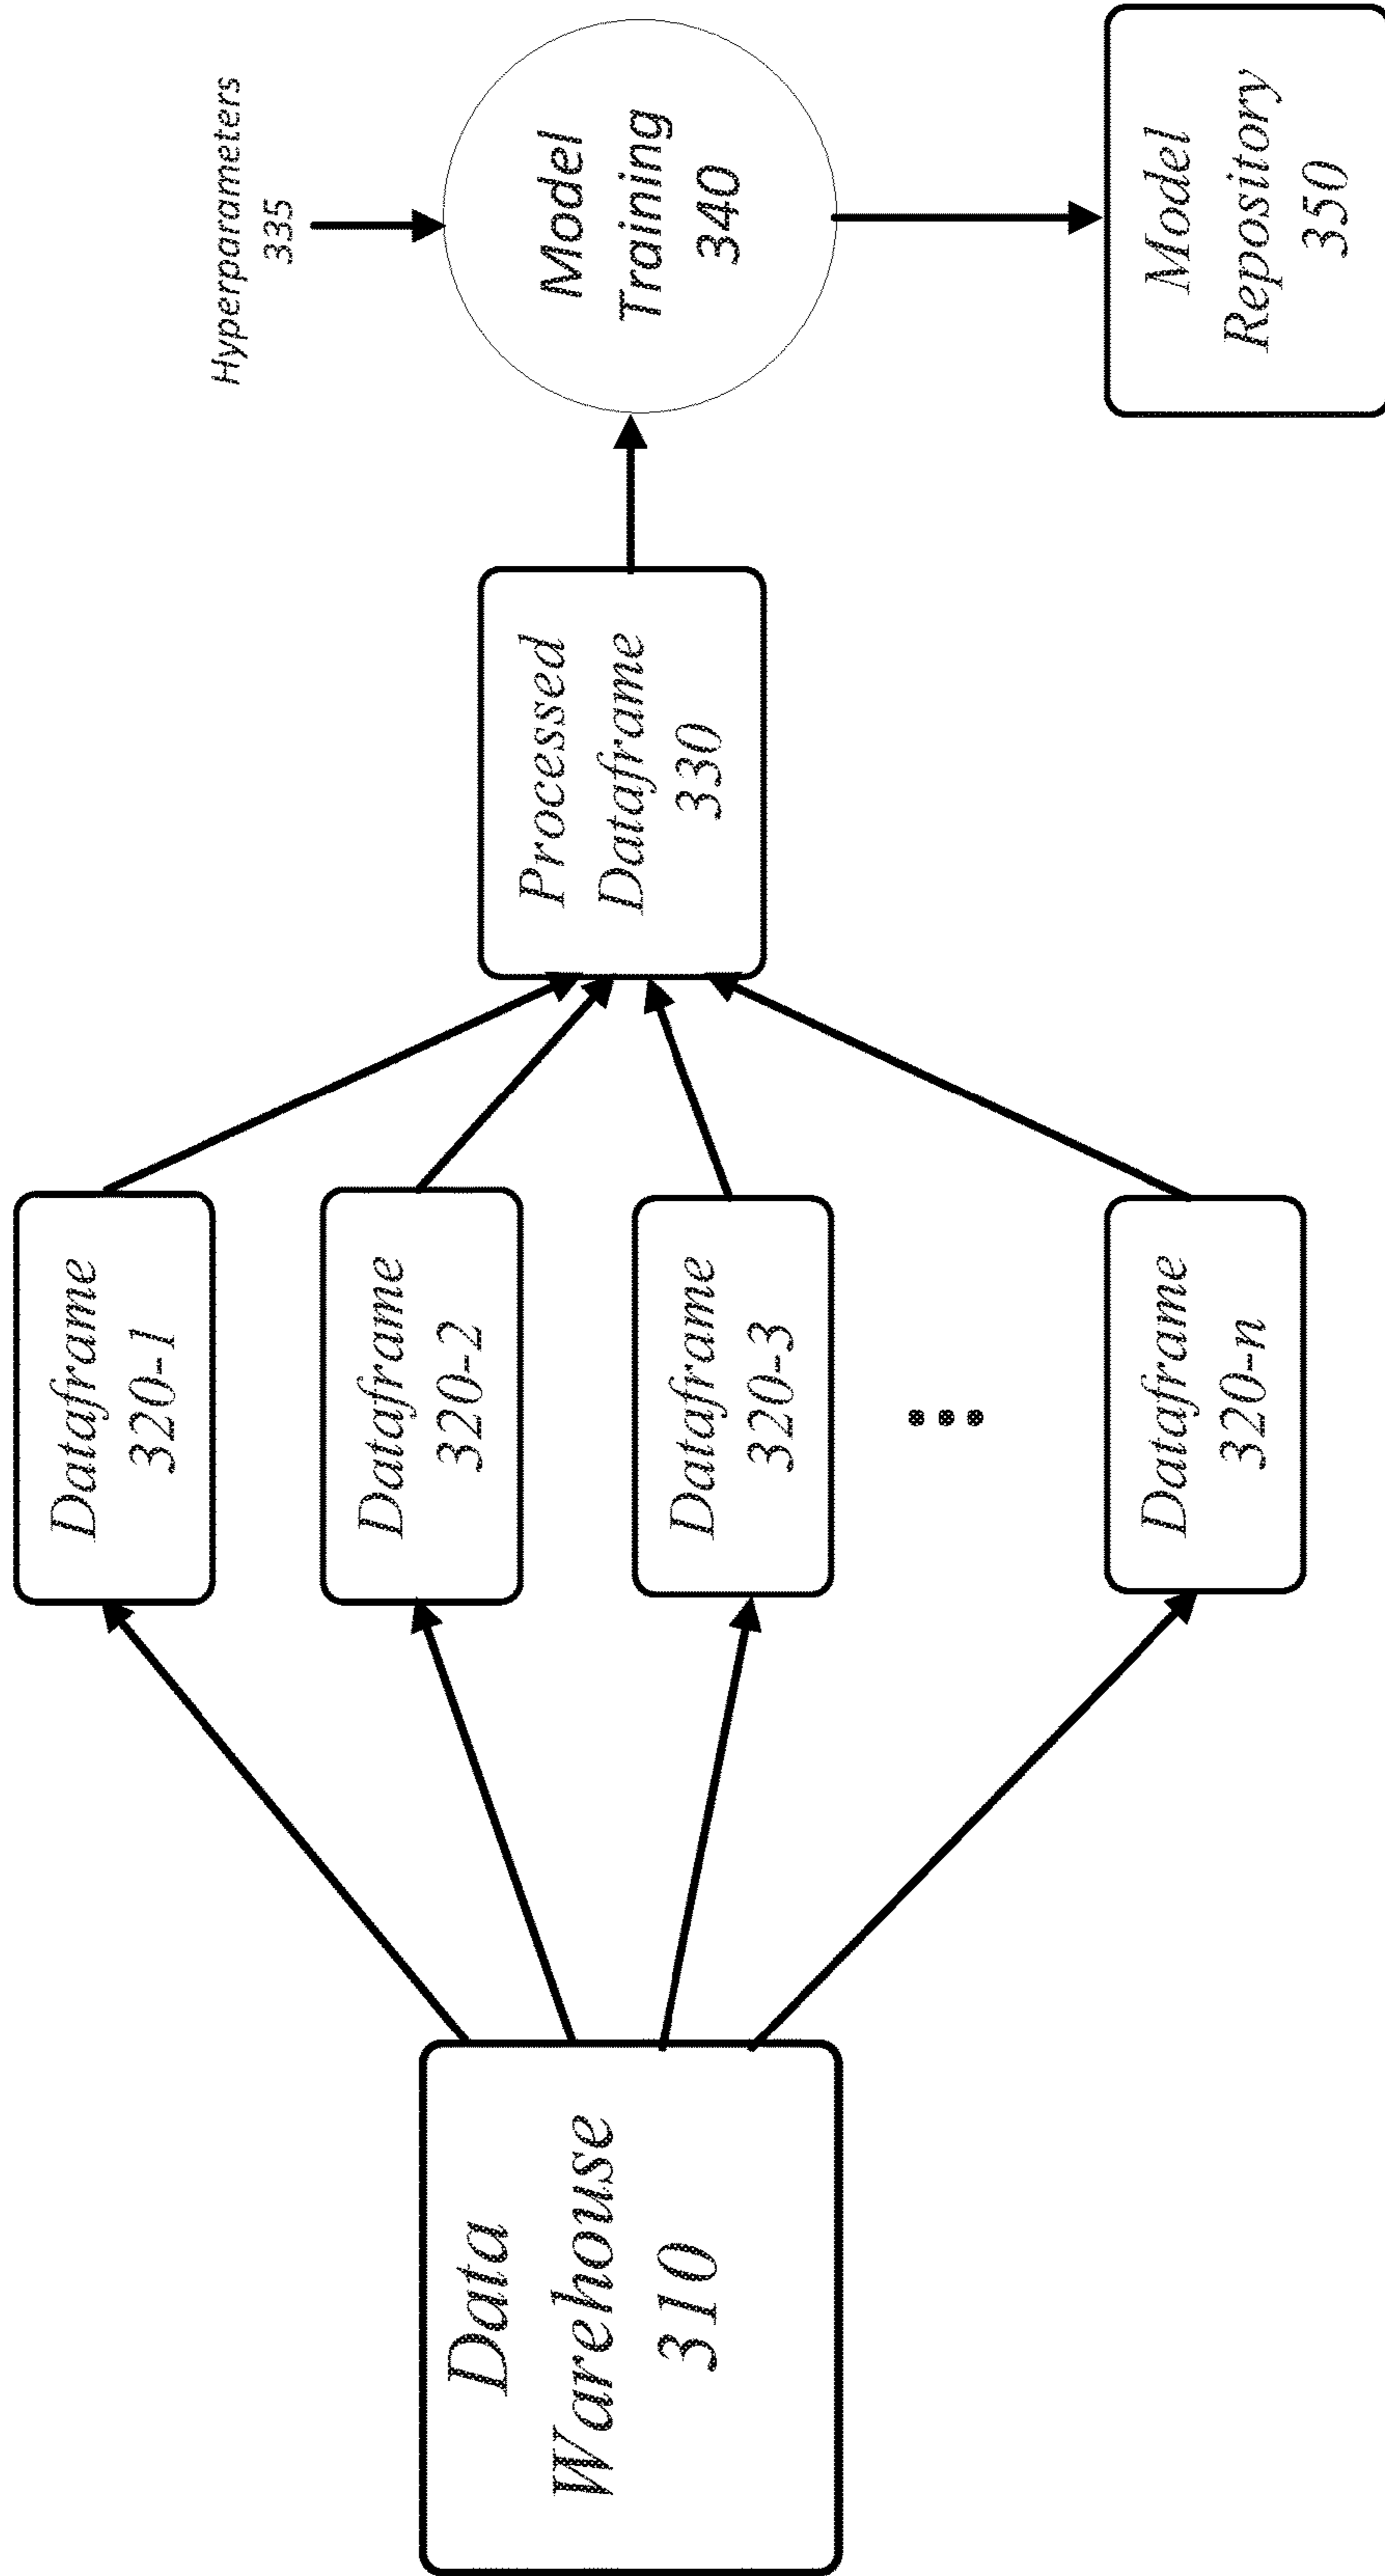 Data
Warehouse
310
Dataframe
320-1
Dataframe
320-2
Dataframe
320-3
...
Dataframe
320-n
Processed
Dataframe
330
Hyperparameters
335
Model
Training
340
Model
Repository
350